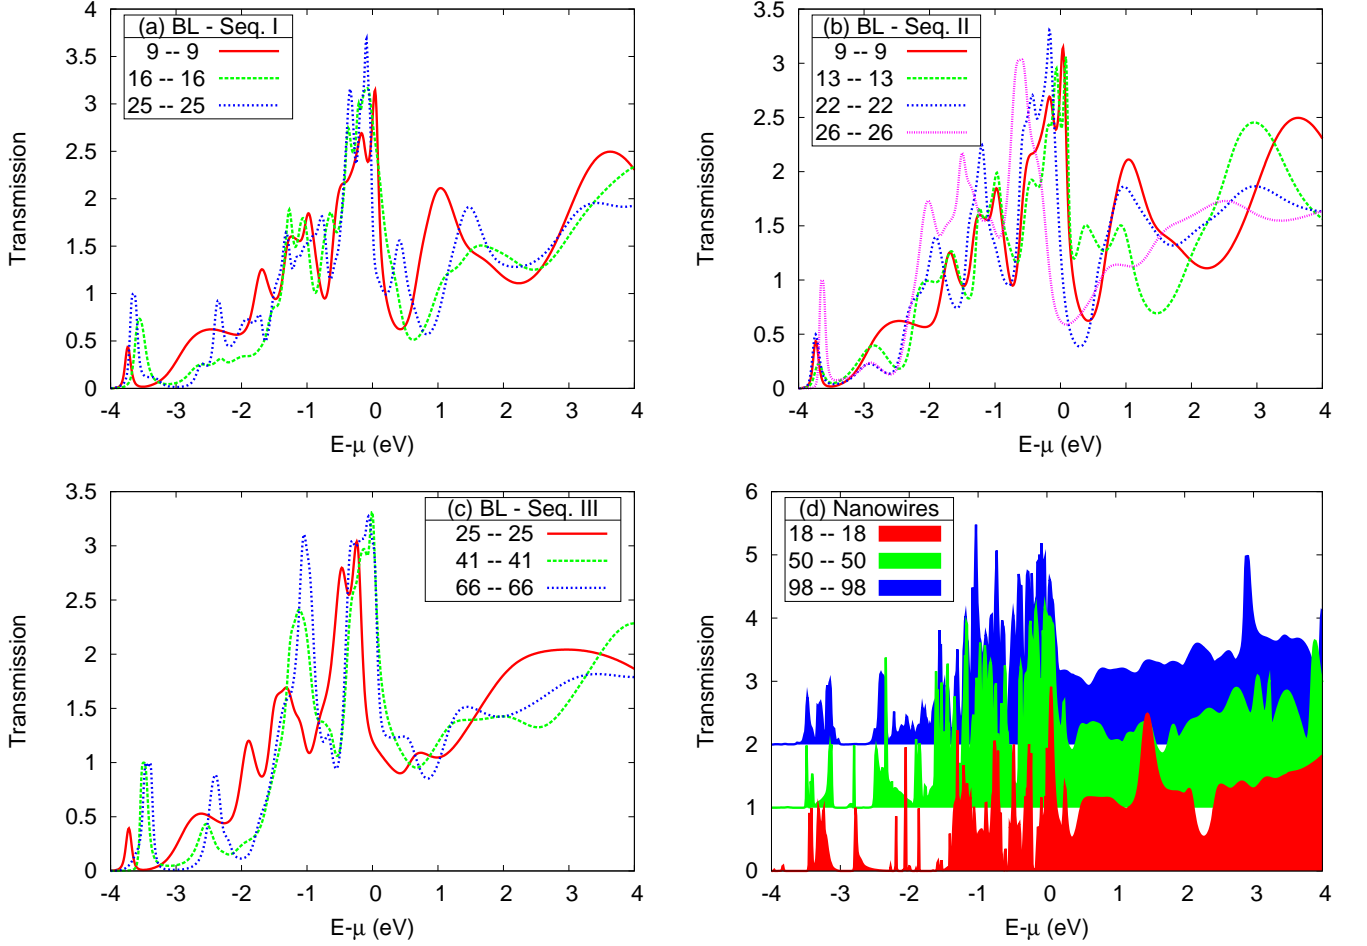 (a) BL - Seq. I
9 -- 9
16 -- 16
25 -- 25
Transmission
0
0.5
1
1.5
2
2.5
3
3.5
4
-4
-3
-2
-1
0
1
2
3
4
E-μ (eV)
(b) BL - Seq. II
9 -- 9
13 -- 13
22 -- 22
26 -- 26
Transmission
0
0.5
1
1.5
2
2.5
3
3.5
-4
-3
-2
-1
0
1
2
3
4
E-μ (eV)
(c) BL - Seq. III
25 -- 25
41 -- 41
66 -- 66
Transmission
0
0.5
1
1.5
2
2.5
3
3.5
-4
-3
-2
-1
0
1
2
3
4
E-μ (eV)
(d) Nanowires
18 -- 18
50 -- 50
98 -- 98
Transmission
0
1
2
3
4
5
6
-4
-3
-2
-1
0
1
2
3
4
E-μ (eV)